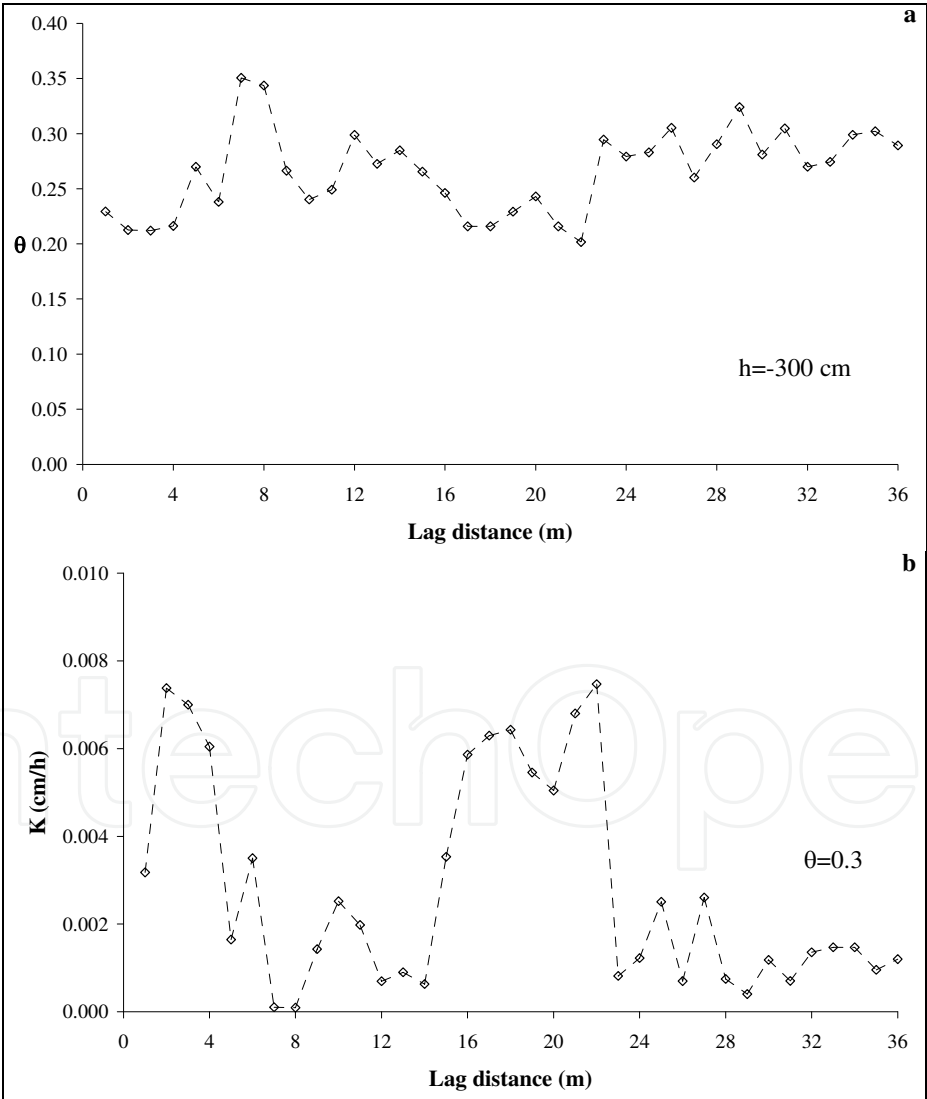 a
0.40
0.35
0.30
0.25
θ 0.20
0.15
0.10
0.05
0.00
h=-300 cm
0 4 8 12 16 20 24 28 32 36
Lag distance (m)
b
0.010
0.008
0.006
0.004
0.002
0.000
K (cm/h)
θ=0.3
0 4 8 12 16 20 24 28 32 36
Lag distance (m)
ntechOpe